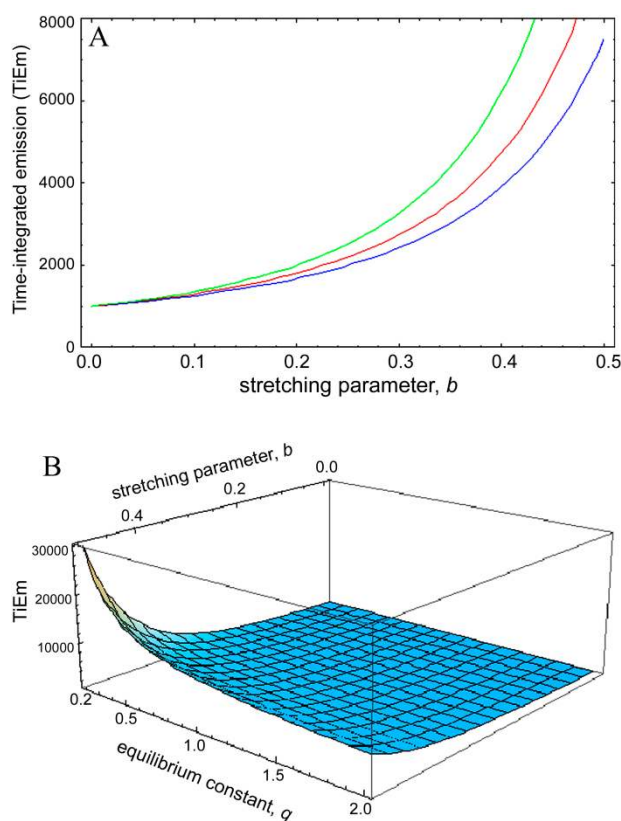 A
Time-integrated emission (TiEm)
8000
6000
4000
2000
0
0.0 0.1 0.2 0.3 0.4 0.5
stretching parameter, b
B
stretching parameter, b
0.0
0.2
0.4
TiEm
30000
20000
10000
0.2
0.5
1.0
1.5
2.0
equilibrium constant, q